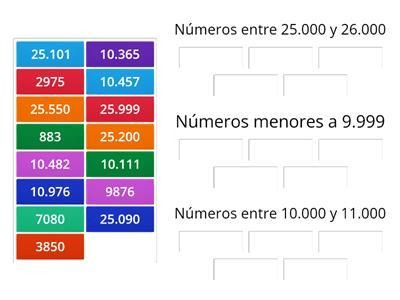 Números entre 25.000 y 26.000
25.101 10.365
2975 10.457
25.550 25.999
883 25.200
10.482 10.111
10.976 9876
7080 25.090
3850
Números menores a 9.999
Números entre 10.000 y 11.000